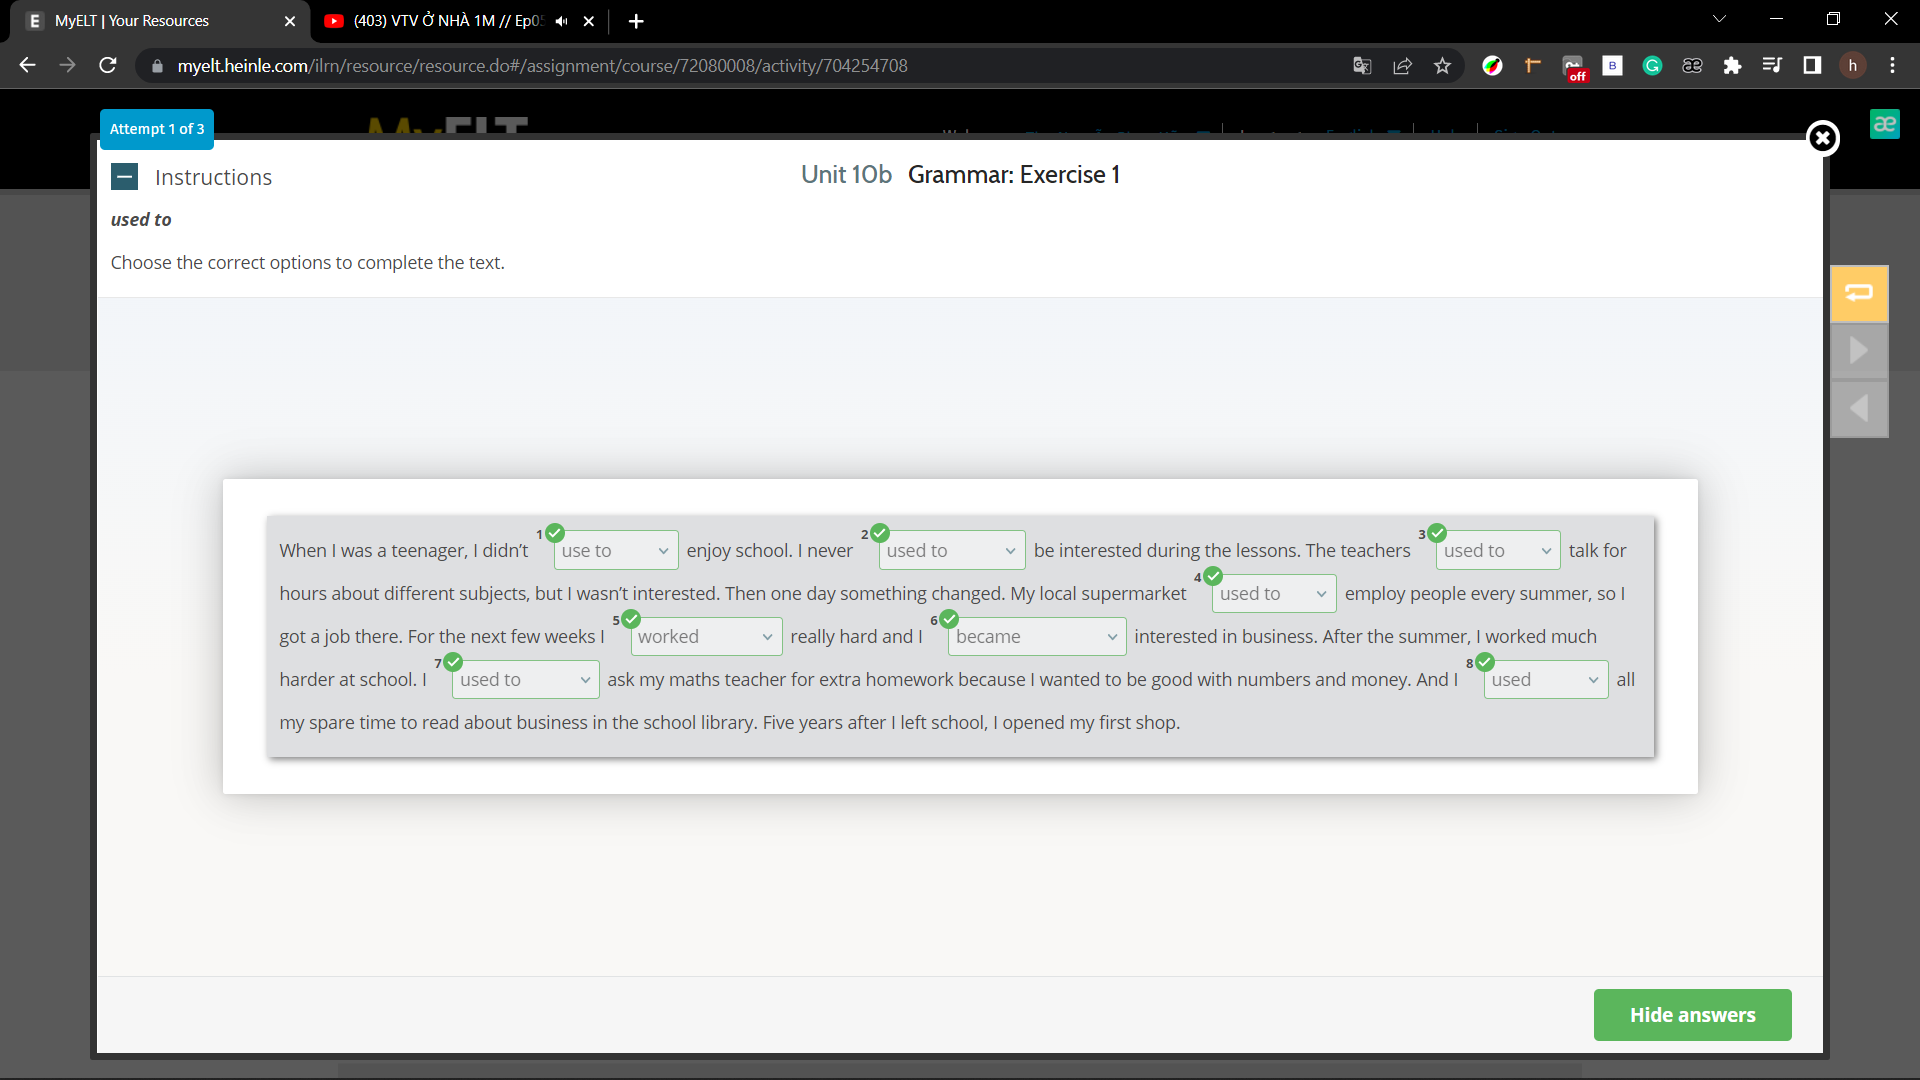 MyELT | Your Resources
(403) VTV Ở NHÀ 1M // Ep05
myelt.heinle.com/ilrn/resource/resource.do#/assignment/course/72080008/activity/704254708
off
B
h
Attempt 1 of 3
MyELT
æ
Instructions
Unit 10b Grammar: Exercise 1
used to
Choose the correct options to complete the text.
When I was a teenager, I didn't 1 use to enjoy school. I never 2 used to be interested during the lessons. The teachers 3 used to talk for
hours about different subjects, but I wasn't interested. Then one day something changed. My local supermarket 4 used to employ people every summer, so I
got a job there. For the next few weeks I 5 worked really hard and I 6 became interested in business. After the summer, I worked much
harder at school. I 7 used to ask my maths teacher for extra homework because I wanted to be good with numbers and money. And I 8 used all
my spare time to read about business in the school library. Five years after I left school, I opened my first shop.
Hide answers